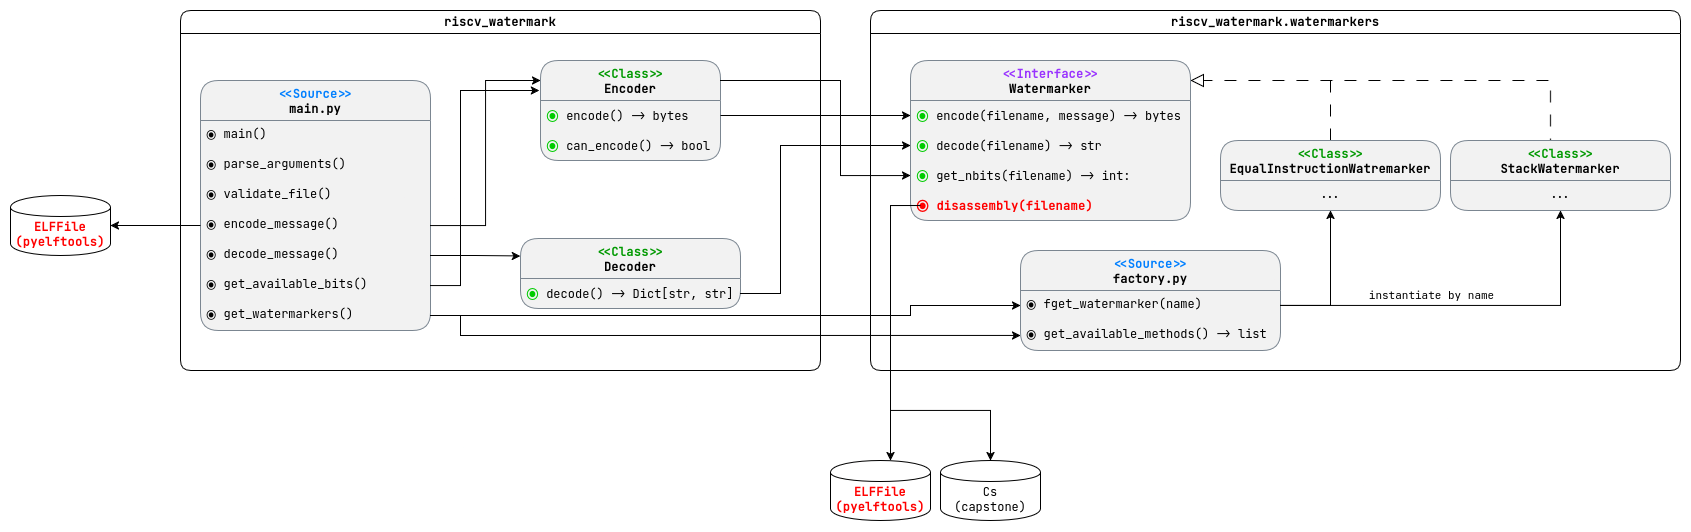 riscv_watermark
<<Source>>
main.py
main()
parse_arguments()
validate_file()
encode_message()
decode_message()
get_available_bits()
get_watermarkers()
ELFFile
(pyelftools)
<<Class>>
Encoder
encode() → bytes
can_encode() → bool
<<Class>>
Decoder
decode() → Dict[str, str]
riscv_watermark.watermarkers
<<Interface>>
Watermarker
encode(filename, message) → bytes
decode(filename) → str
get_nbits(filename) → int:
disassembly(filename)
<<Class>>
EqualInstructionWatremarker
...
<<Class>>
StackWatermarker
...
<<Source>>
factory.py
fget_watermarker(name)
get_available_methods() → list
instantiate by name
ELFFile
(pyelftools)
Cs
(capstone)